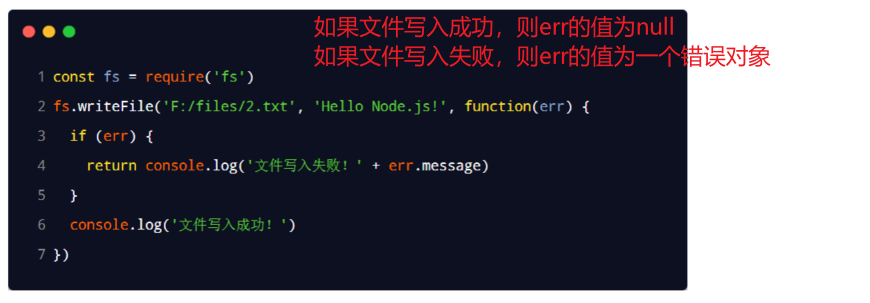 如果文件写入成功，则err的值为null
如果文件写入失败，则err的值为一个错误对象
1 const fs = require('fs')
2 fs.writeFile('F:/files/2.txt', 'Hello Node.js!', function(err) {
3   if (err) {
4     return console.log('文件写入失败！' + err.message)
5   }
6   console.log('文件写入成功！')
7 })